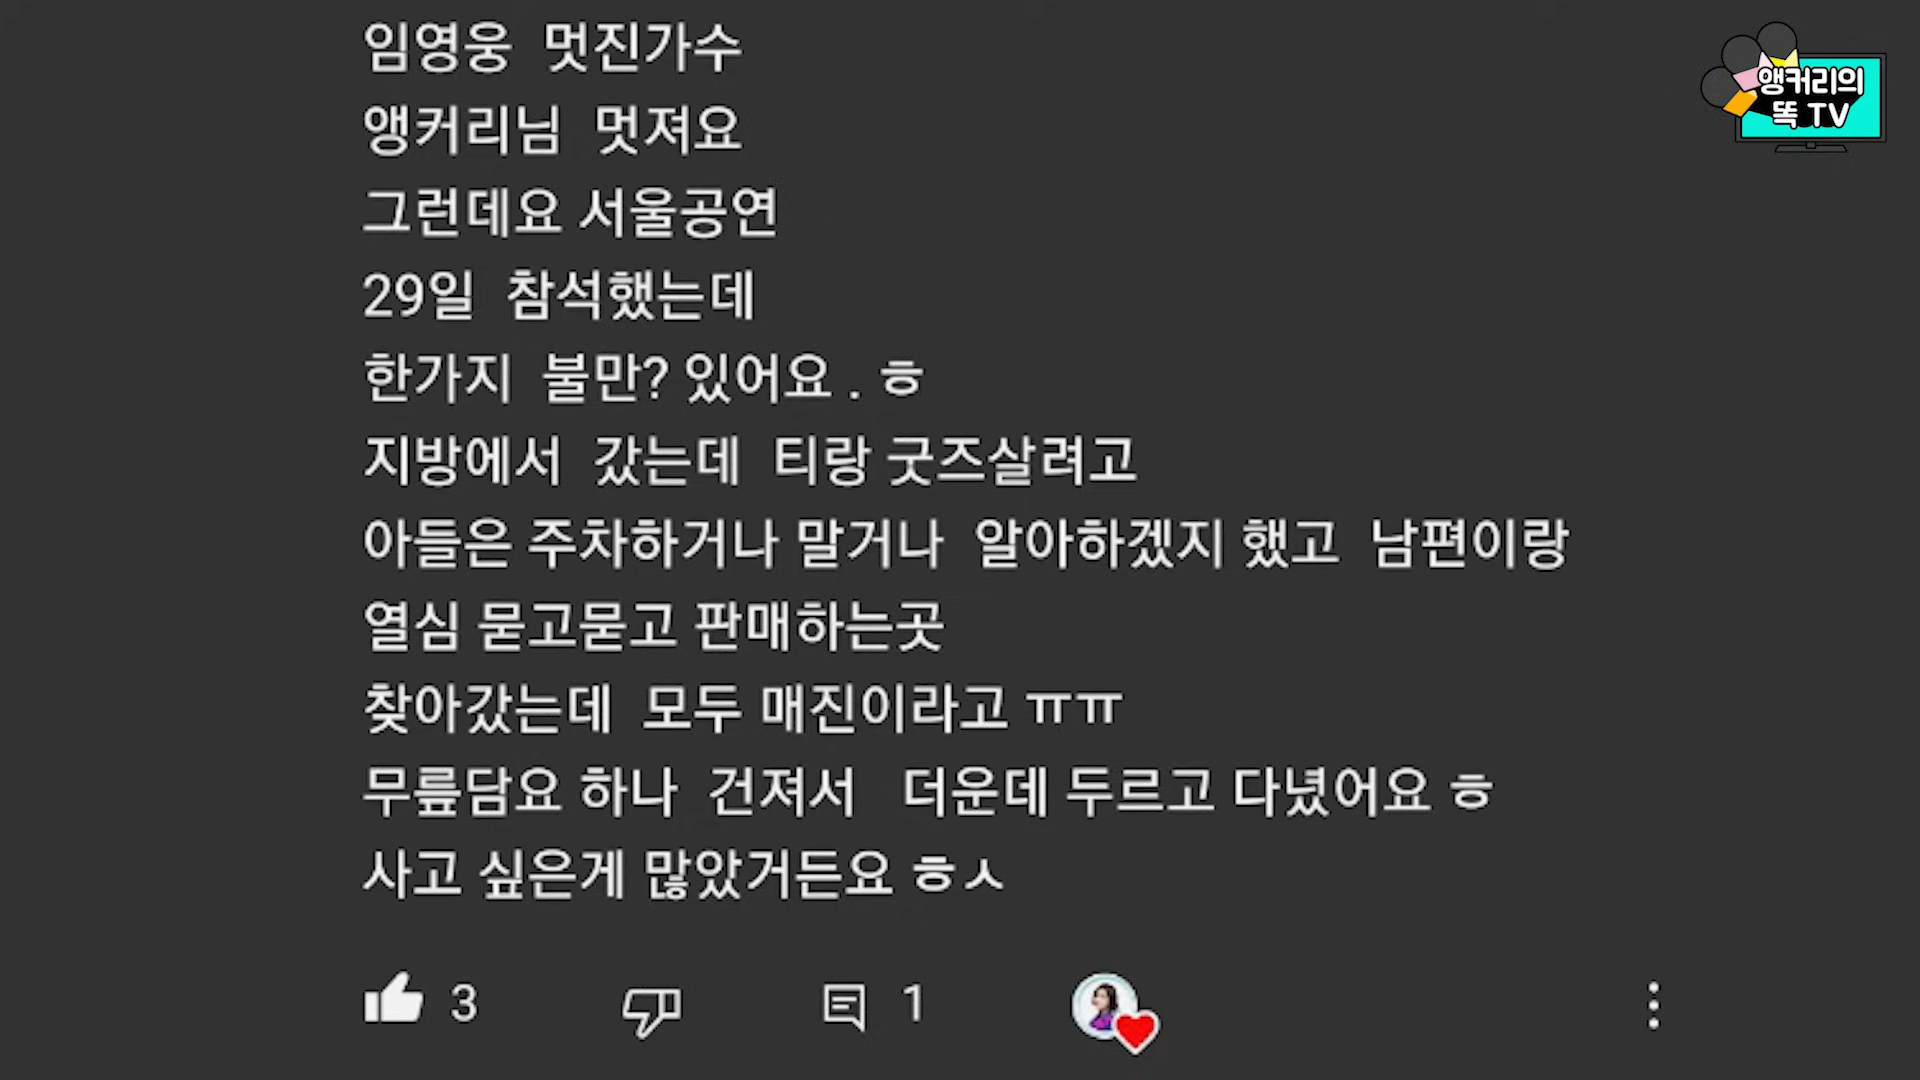 임영웅 멋진가수
앵커리님 멋져요
그런데요 서울공연
29일 참석했는데
한가지 불만? 있어요 . ㅎ
지방에서 갔는데 티랑 굿즈살려고
아들은 주차하거나 말거나 알아하겠지 했고 남편이랑
열심 묻고묻고 판매하는곳
찾아갔는데 모두 매진이라고 ㅠㅠ
무릎담요 하나 건져서 더운데 두르고 다녔어요 ㅎ
사고 싶은게 많았거든요 ㅎㅅ
3
1
앵커리의
똑 TV